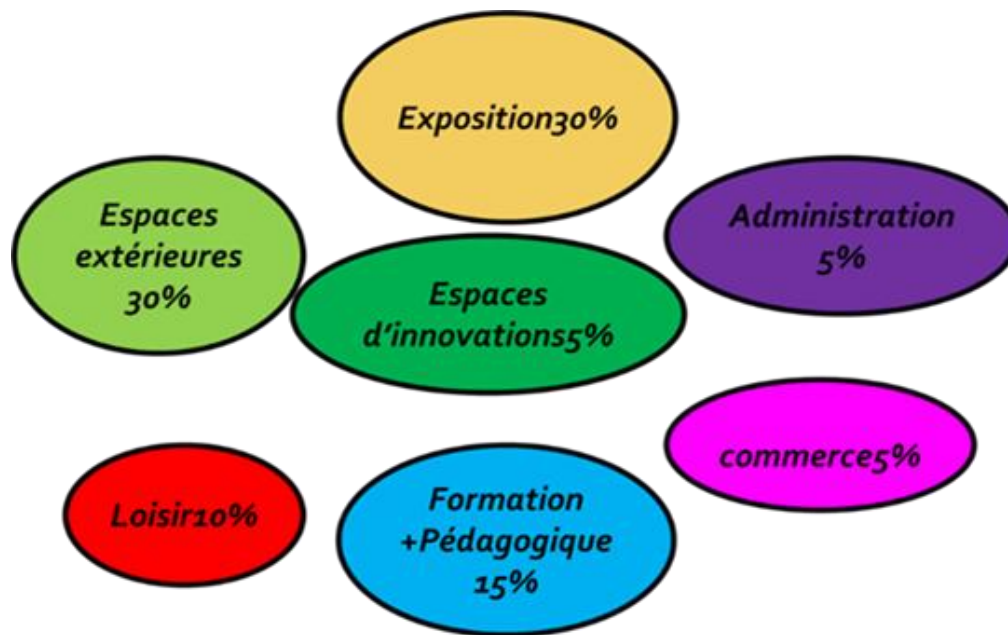 Exposition30%
Espaces
extérieures
30%
Administration
5%
Espaces
d'innovations5%
commerce5%
Loisir10%
Formation
+Pédagogique
15%